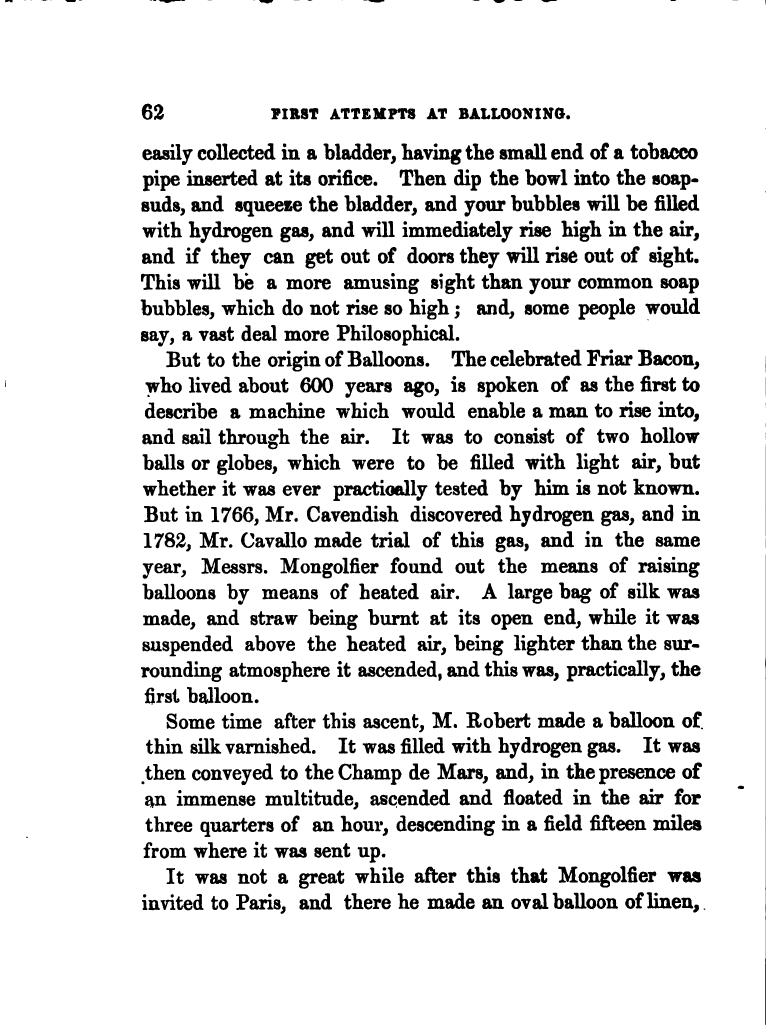 62 FIRST ATTEMPTS AT BALLOONING.
easily collected in a bladder, having the small end of a tobacco
pipe inserted at its orifice. Then dip the bowl into the soap-
suds, and squeeze the bladder, and your bubbles will be filled
with hydrogen gas, and will immediately rise high in the air,
and if they can get out of doors they will rise out of sight.
This will be a more amusing sight than your common soap
bubbles, which do not rise so high; and, some people would
say, a vast deal more Philosophical.
But to the origin of Balloons. The celebrated Friar Bacon,
who lived about 600 years ago, is spoken of as the first to
describe a machine which would enable a man to rise into,
and sail through the air. It was to consist of two hollow
balls or globes, which were to be filled with light air, but
whether it was ever practically tested by him is not known.
But in 1766, Mr. Cavendish discovered hydrogen gas, and in
1782, Mr. Cavallo made trial of this gas, and in the same
year, Messrs. Mongolfier found out the means of raising
balloons by means of heated air. A large bag of silk was
made, and straw being burnt at its open end, while it was
suspended above the heated air, being lighter than the sur-
rounding atmosphere it ascended, and this was, practically, the
first balloon.
Some time after this ascent, M. Robert made a balloon of
thin silk varnished. It was filled with hydrogen gas. It was
then conveyed to the Champ de Mars, and, in the presence of
an immense multitude, ascended and floated in the air for
three quarters of an hour, descending in a field fifteen miles
from where it was sent up.
It was not a great while after this that Mongolfier was
invited to Paris, and there he made an oval balloon of linen,